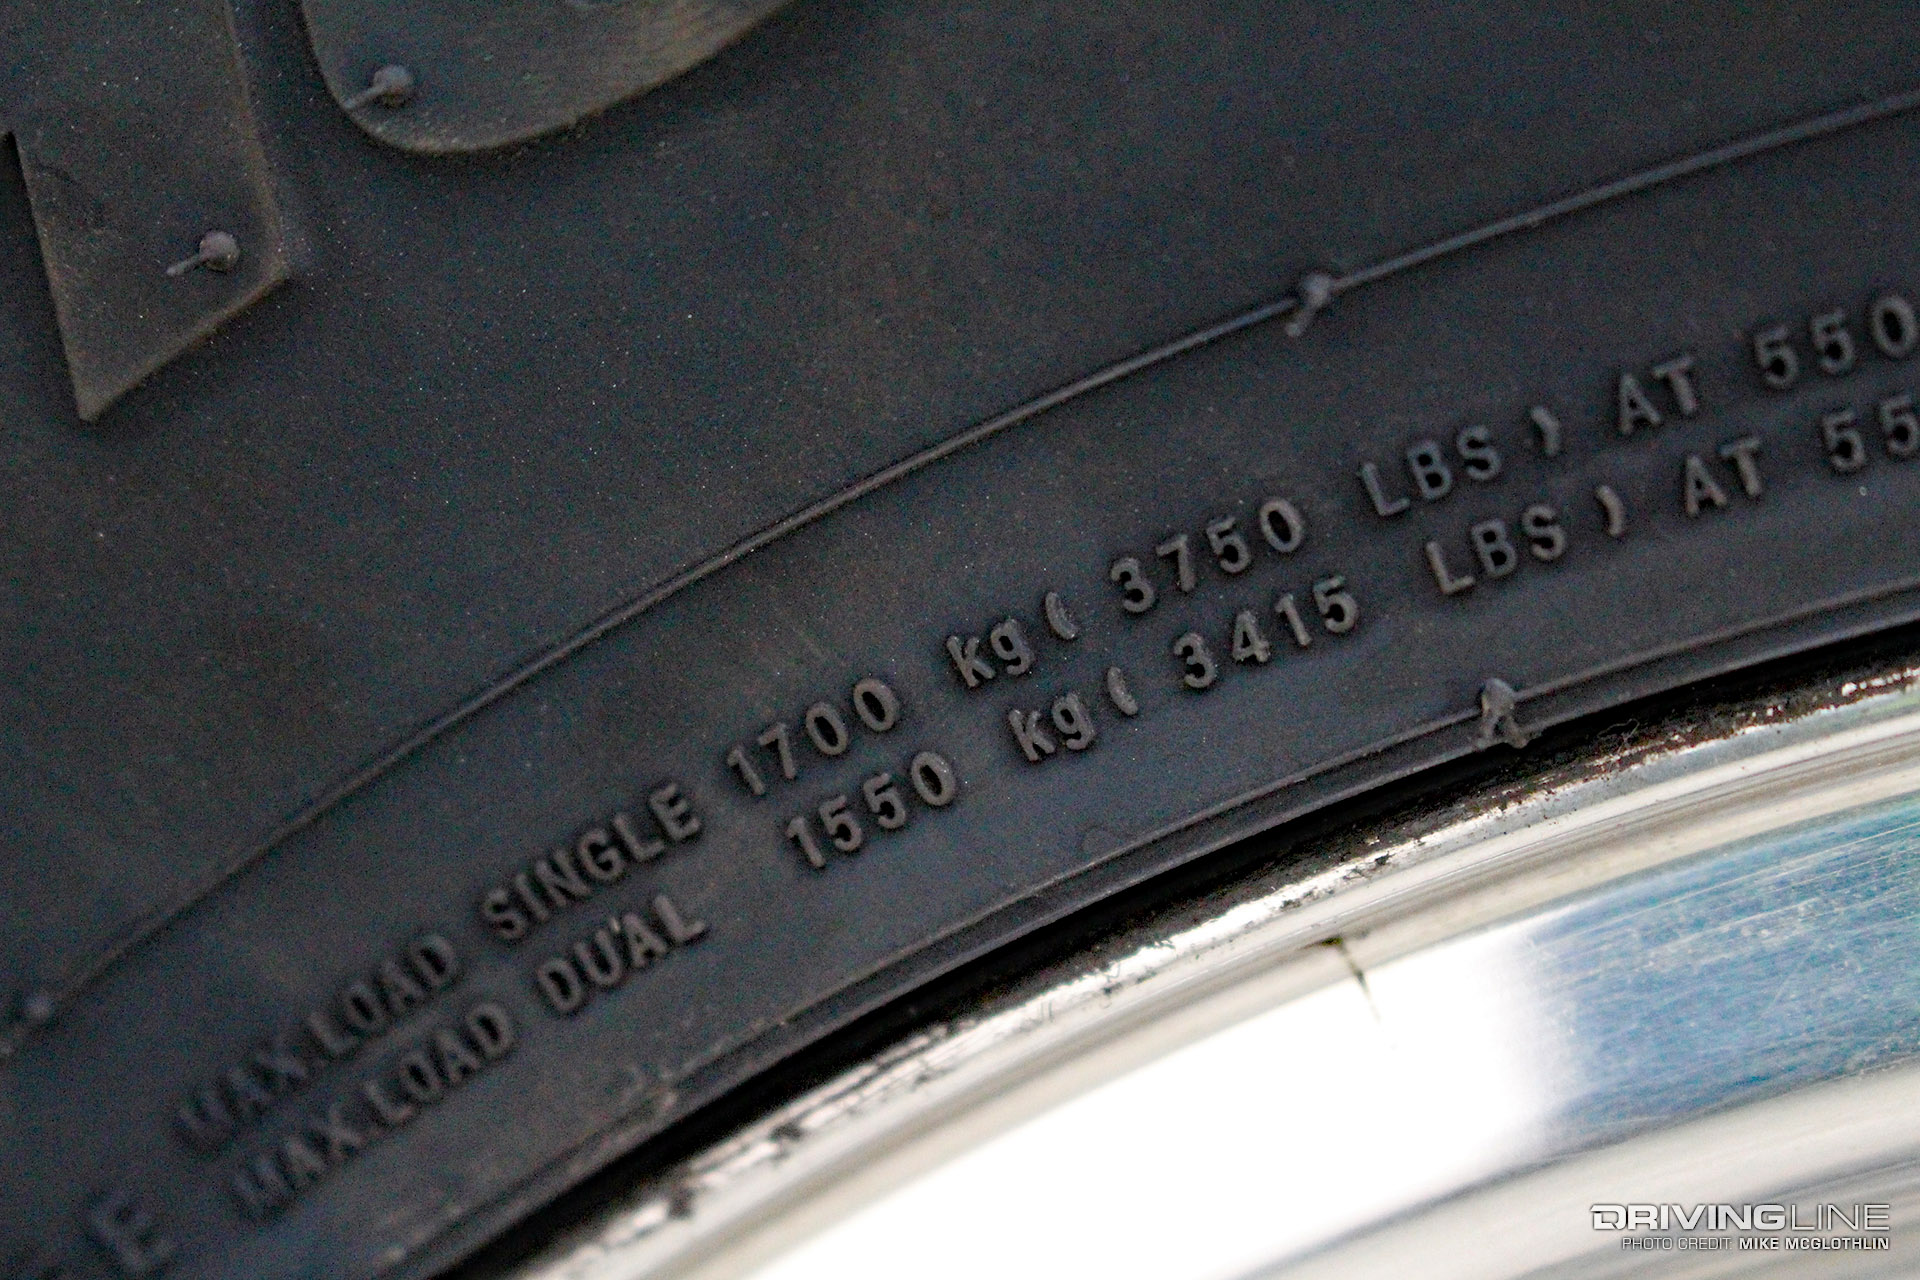 MAX.LOAD SINGLE 1700 kg( 3750 LBS) AT 550
MAX.LOAD DUAL 1550 kg( 3415 LBS) AT 55
E
DRIVINGLINE
PHOTO CREDIT: MIKE MCGLOTHLIN